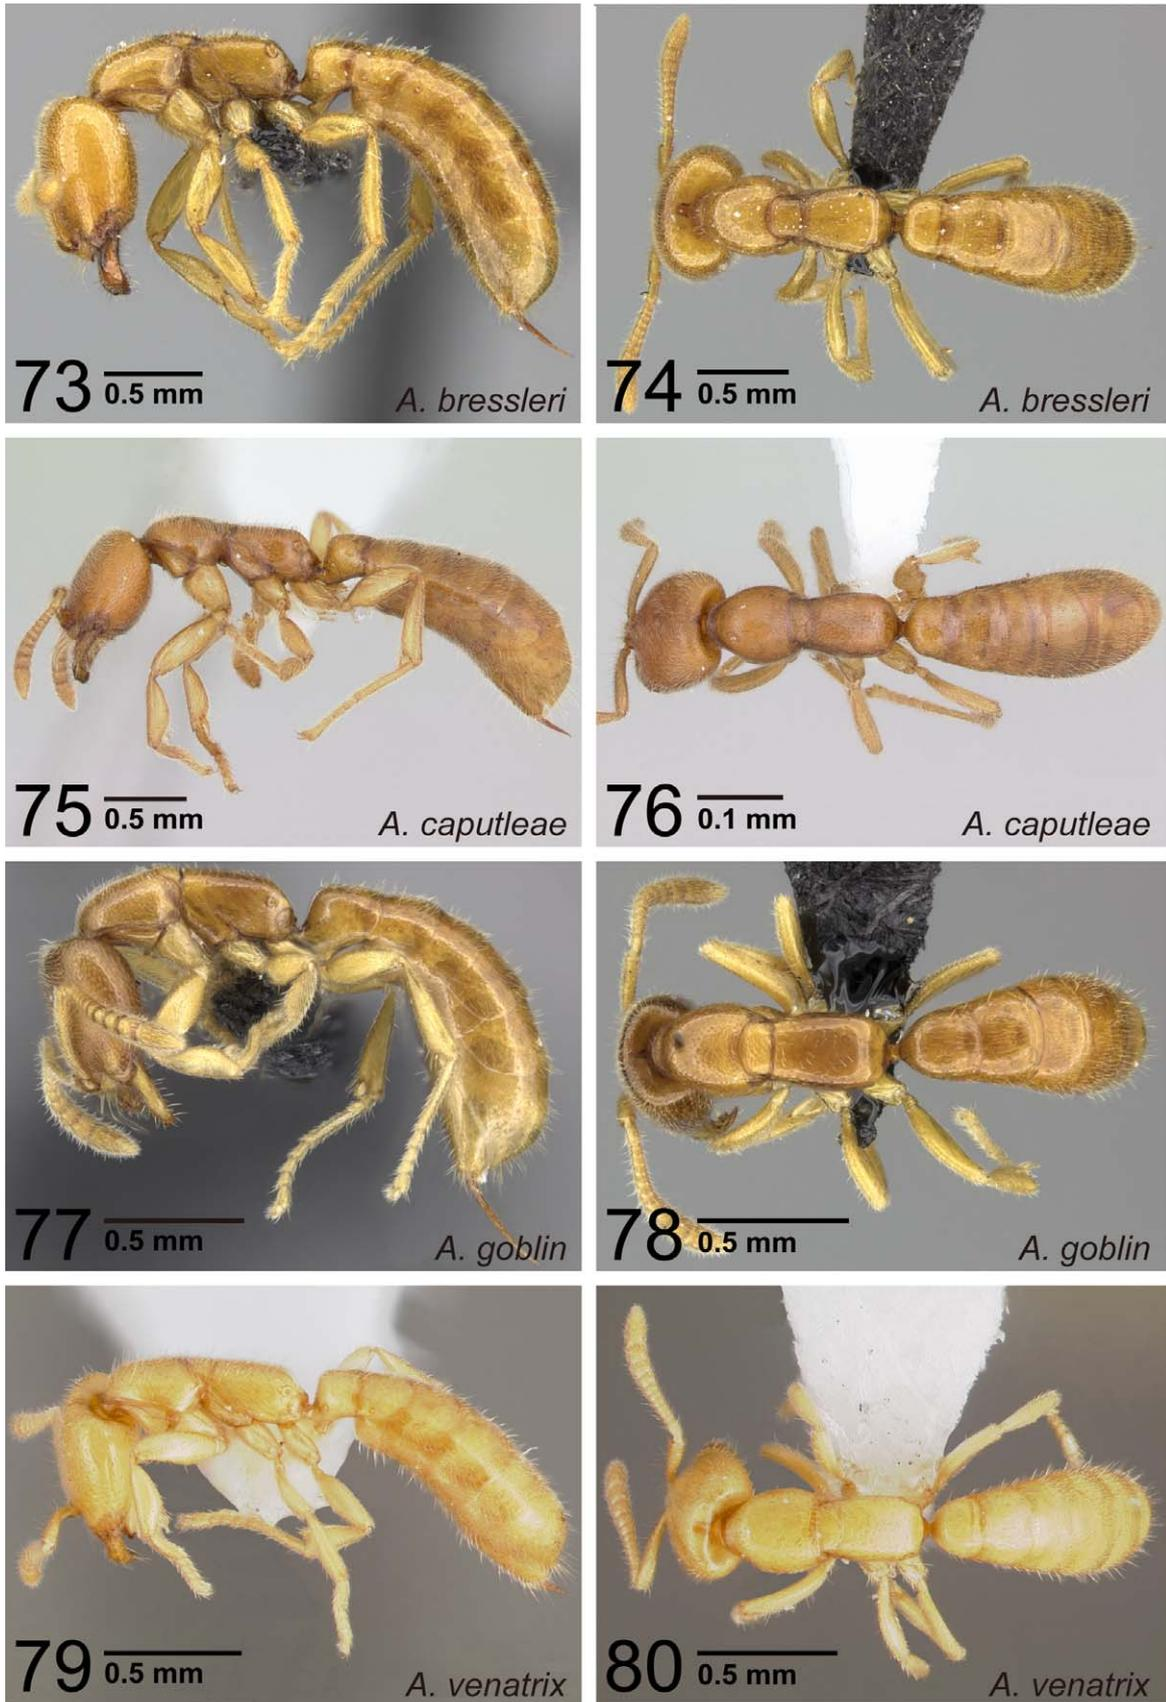 73 0.5 mm A. bressleri
74 0.5 mm A. bressleri
75 0.5 mm A. caputleae
76 0.1 mm A. caputleae
77 0.5 mm A. goblin
78 0.5 mm A. goblin
79 0.5 mm A. venatrix
80 0.5 mm A. venatrix